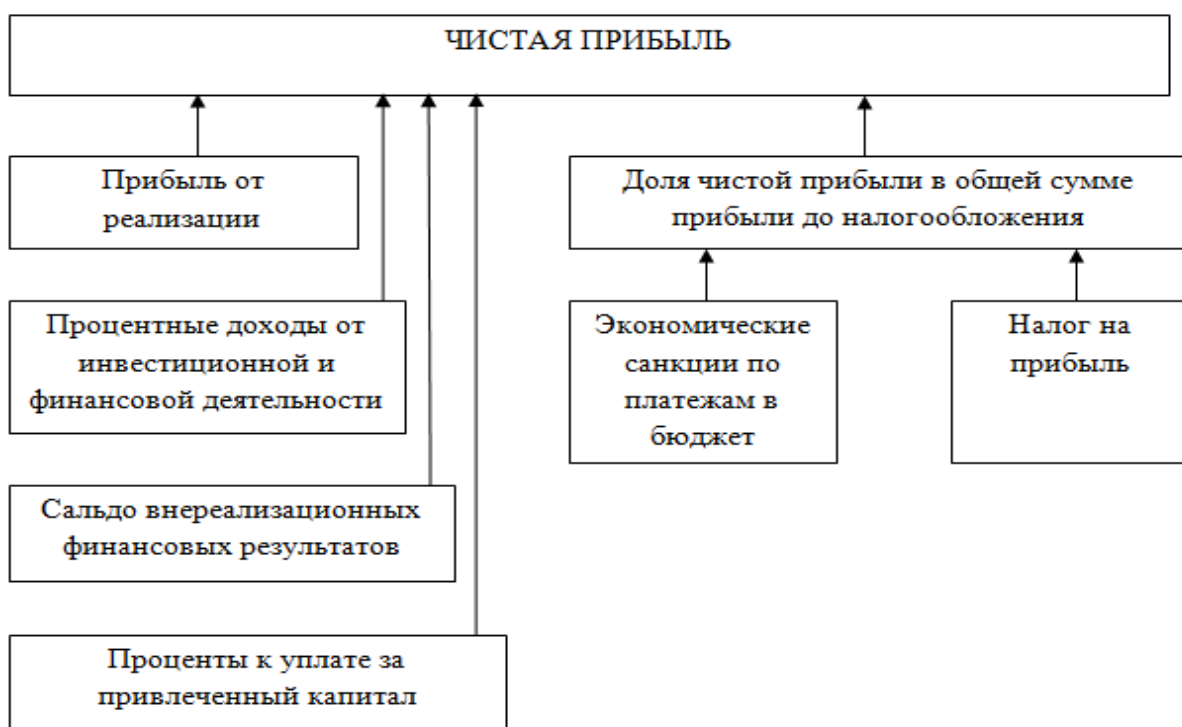 ЧИСТАЯ ПРИБЫЛЬ
Прибыль от
реализации
Доля чистой прибыли в общей сумме
прибыли до налогообложения
Процентные доходы от
инвестиционной и
финансовой деятельности
Экономические
санкции по
платежам в
бюджет
Налог на
прибыль
Сальдо внереализационных
финансовых результатов
Проценты к уплате за
привлеченный капитал